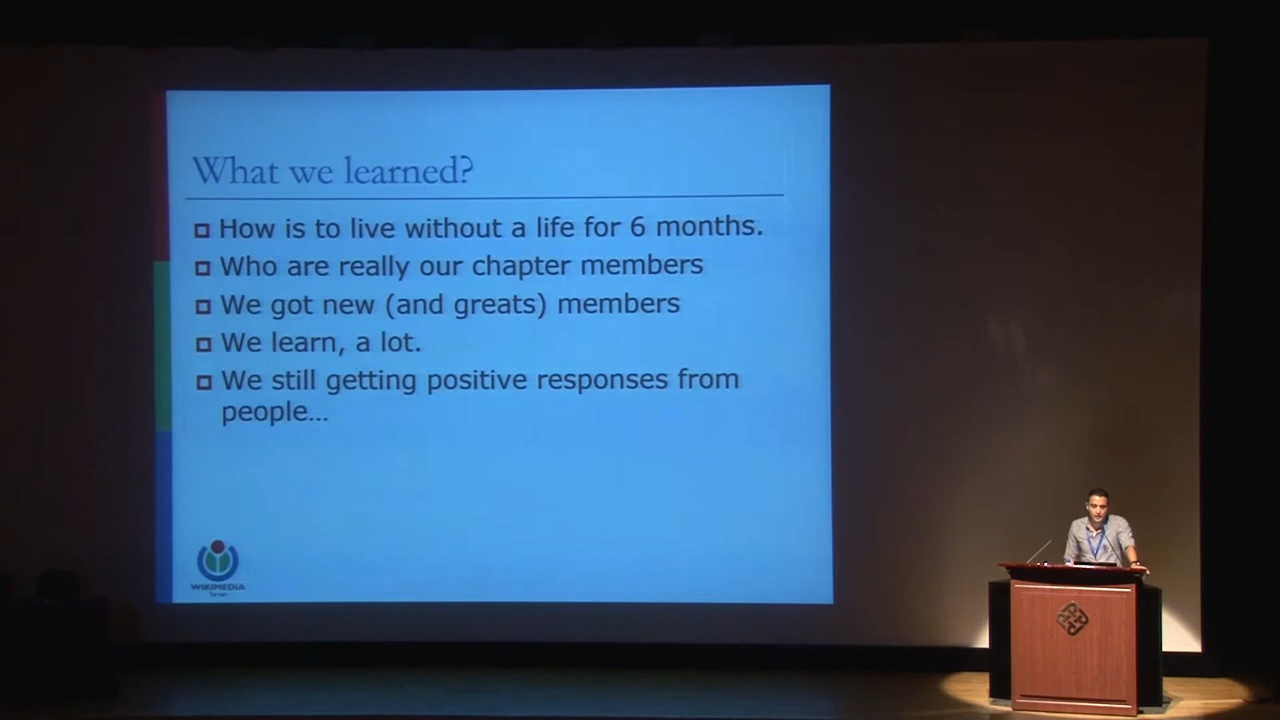 What we learned?
How is to live without a life for 6 months.
Who are really our chapter members
We got new (and greats) members
We learn, a lot.
We still getting positive responses from
people…
WIKIMEDIA
Israel